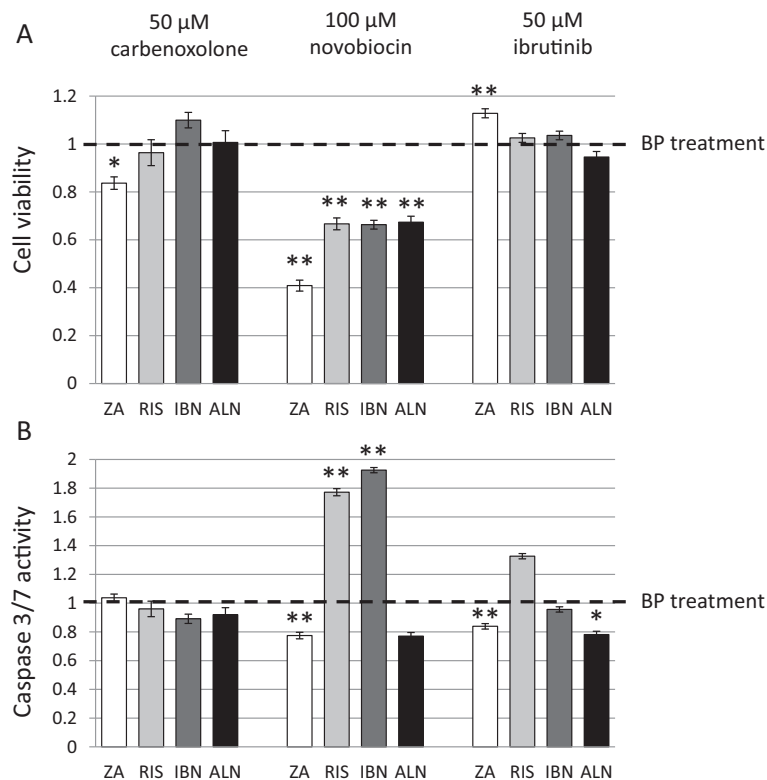 A
50 μM
carbenoxolone
100 μM
novobiocin
50 μM
ibrutinib
Cell viability
1.2
1
0.8
0.6
0.4
0.2
0
*
**
**
**
**
**
BP treatment
ZA RIS IBN ALN ZA RIS IBN ALN ZA RIS IBN ALN
B
Caspase 3/7 activity
2
1.8
1.6
1.4
1.2
1
0.8
0.6
0.4
0.2
0
**
**
**
**
*
BP treatment
ZA RIS IBN ALN ZA RIS IBN ALN ZA RIS IBN ALN